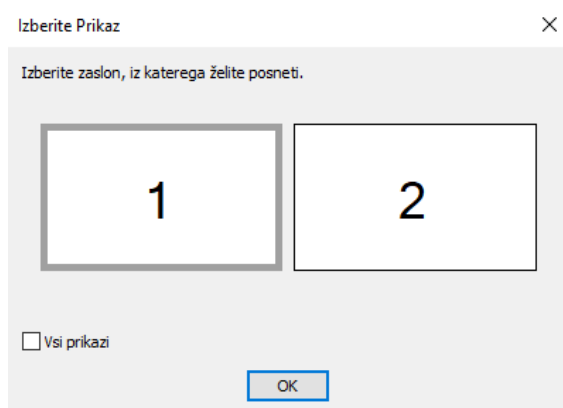 Izberite Prikaz
Izberite zaslon, iz katerega želite posneti.
1 2
Vsi prikazi
OK